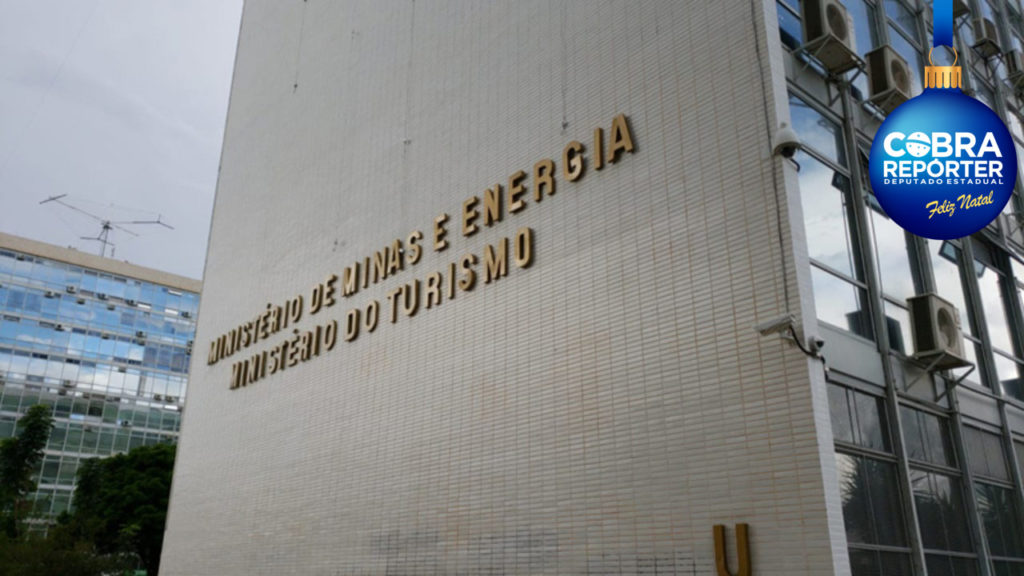 MINISTÉRIO DE MINAS E ENERGIA
MINISTÉRIO DO TURISMO
U
COBRA
REPÓRTER
DEPUTADO ESTADUAL
Feliz Natal